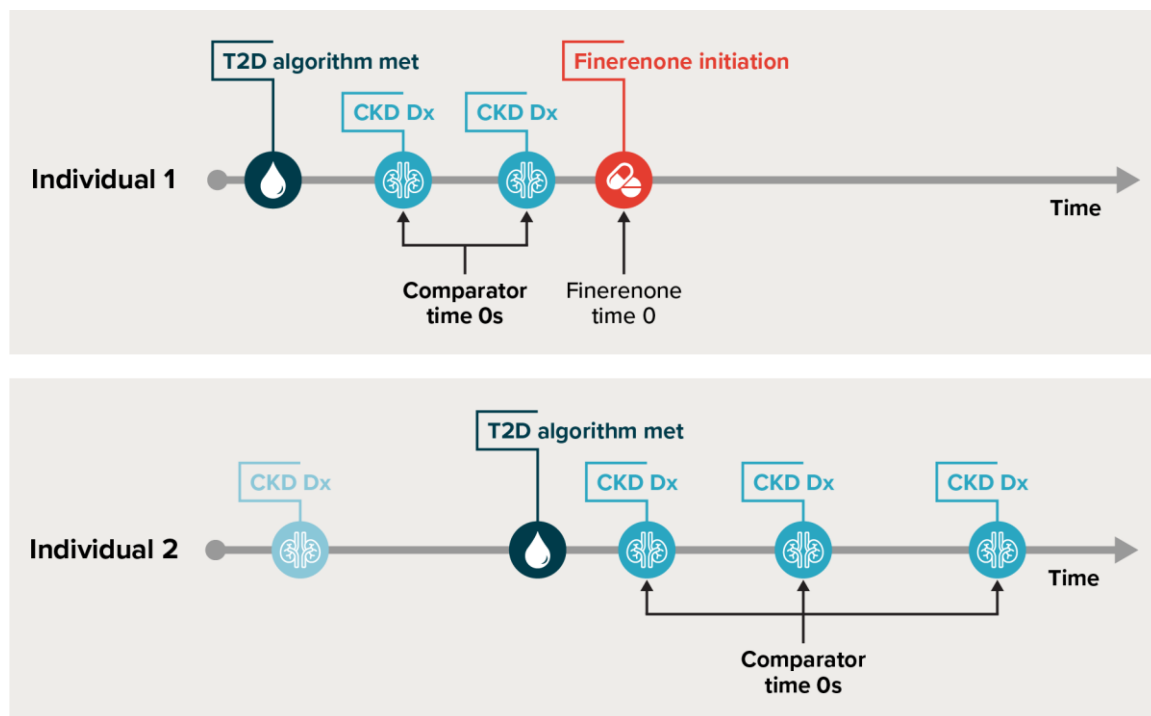 T2D algorithm met
Finerenone initiation
CKD Dx
CKD Dx
Individual 1
Time
Comparator
time 0s
Finerenone
time 0
T2D algorithm met
CKD Dx
CKD Dx
CKD Dx
CKD Dx
Individual 2
Time
Comparator
time 0s